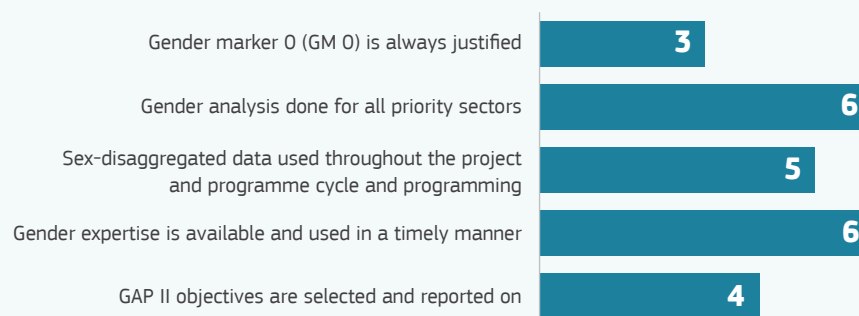 Gender marker 0 (GM 0) is always justified
3
Gender analysis done for all priority sectors
6
Sex-disaggregated data used throughout the project
and programme cycle and programming
5
Gender expertise is available and used in a timely manner
6
GAP II objectives are selected and reported on
4